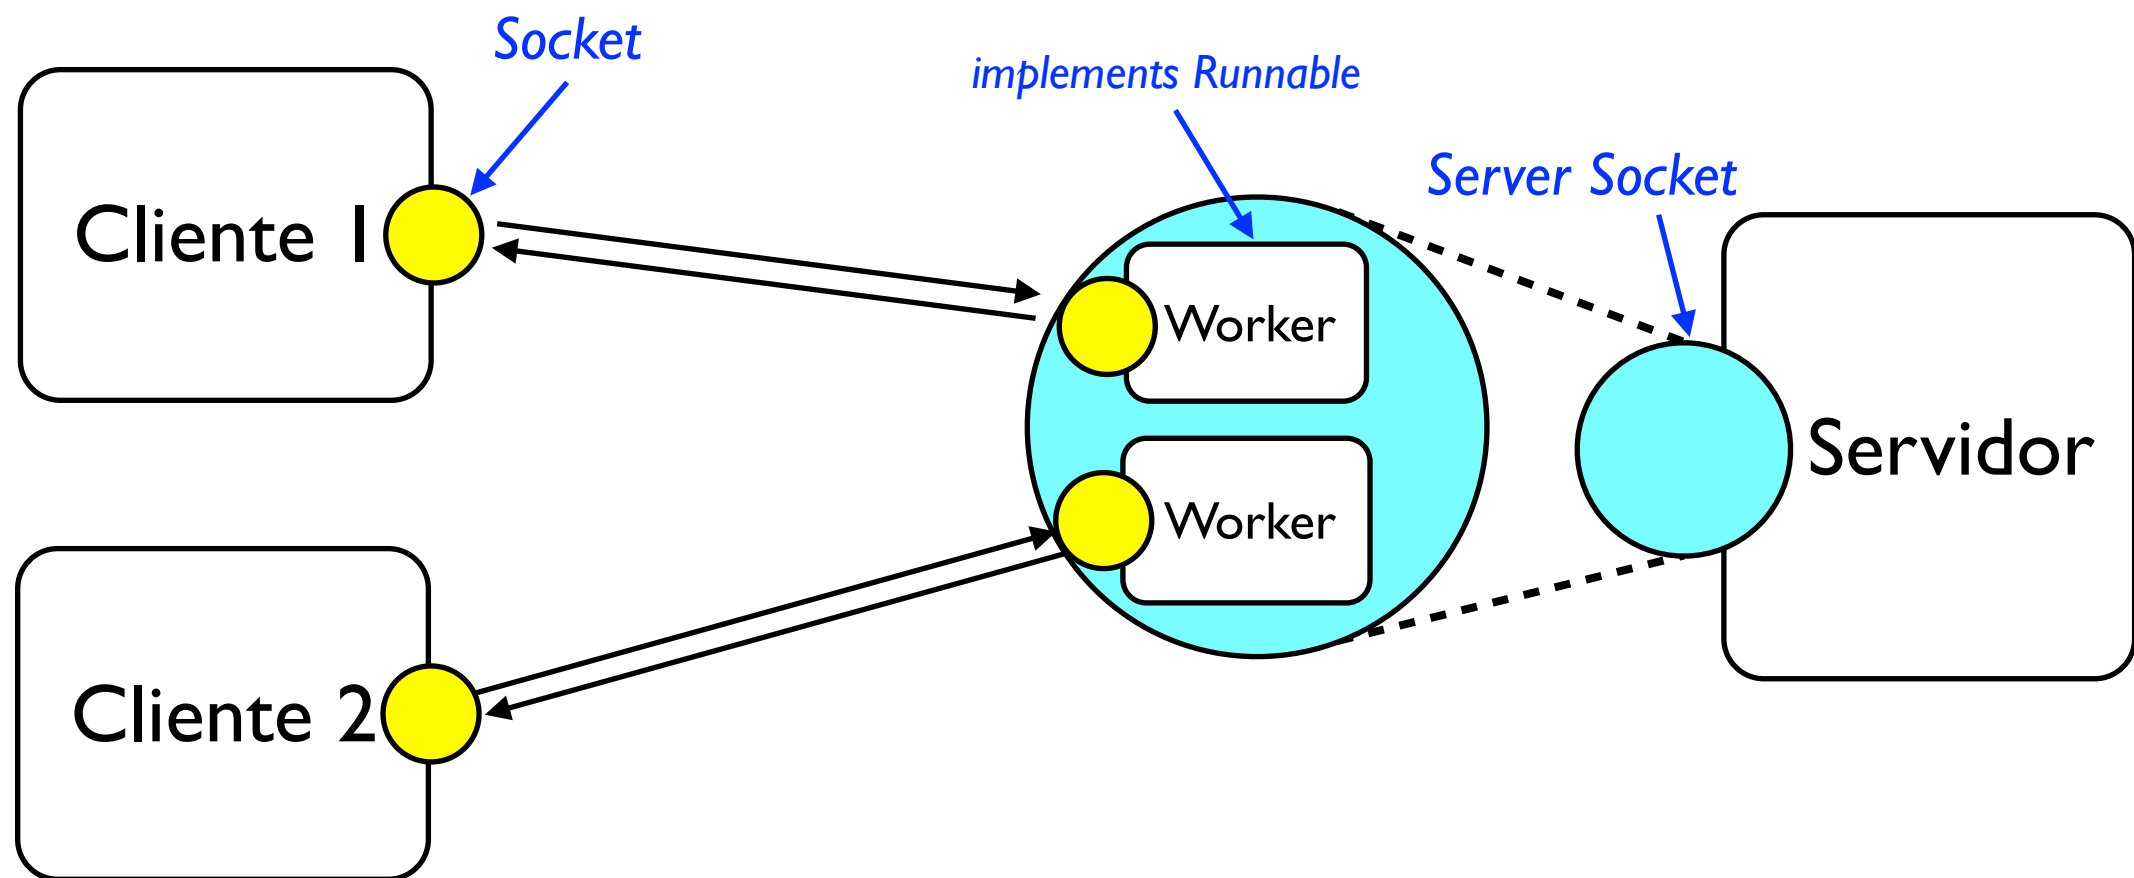 Socket
implements Runnable
Server Socket
Cliente 1
Worker
Servidor
Worker
Cliente 2